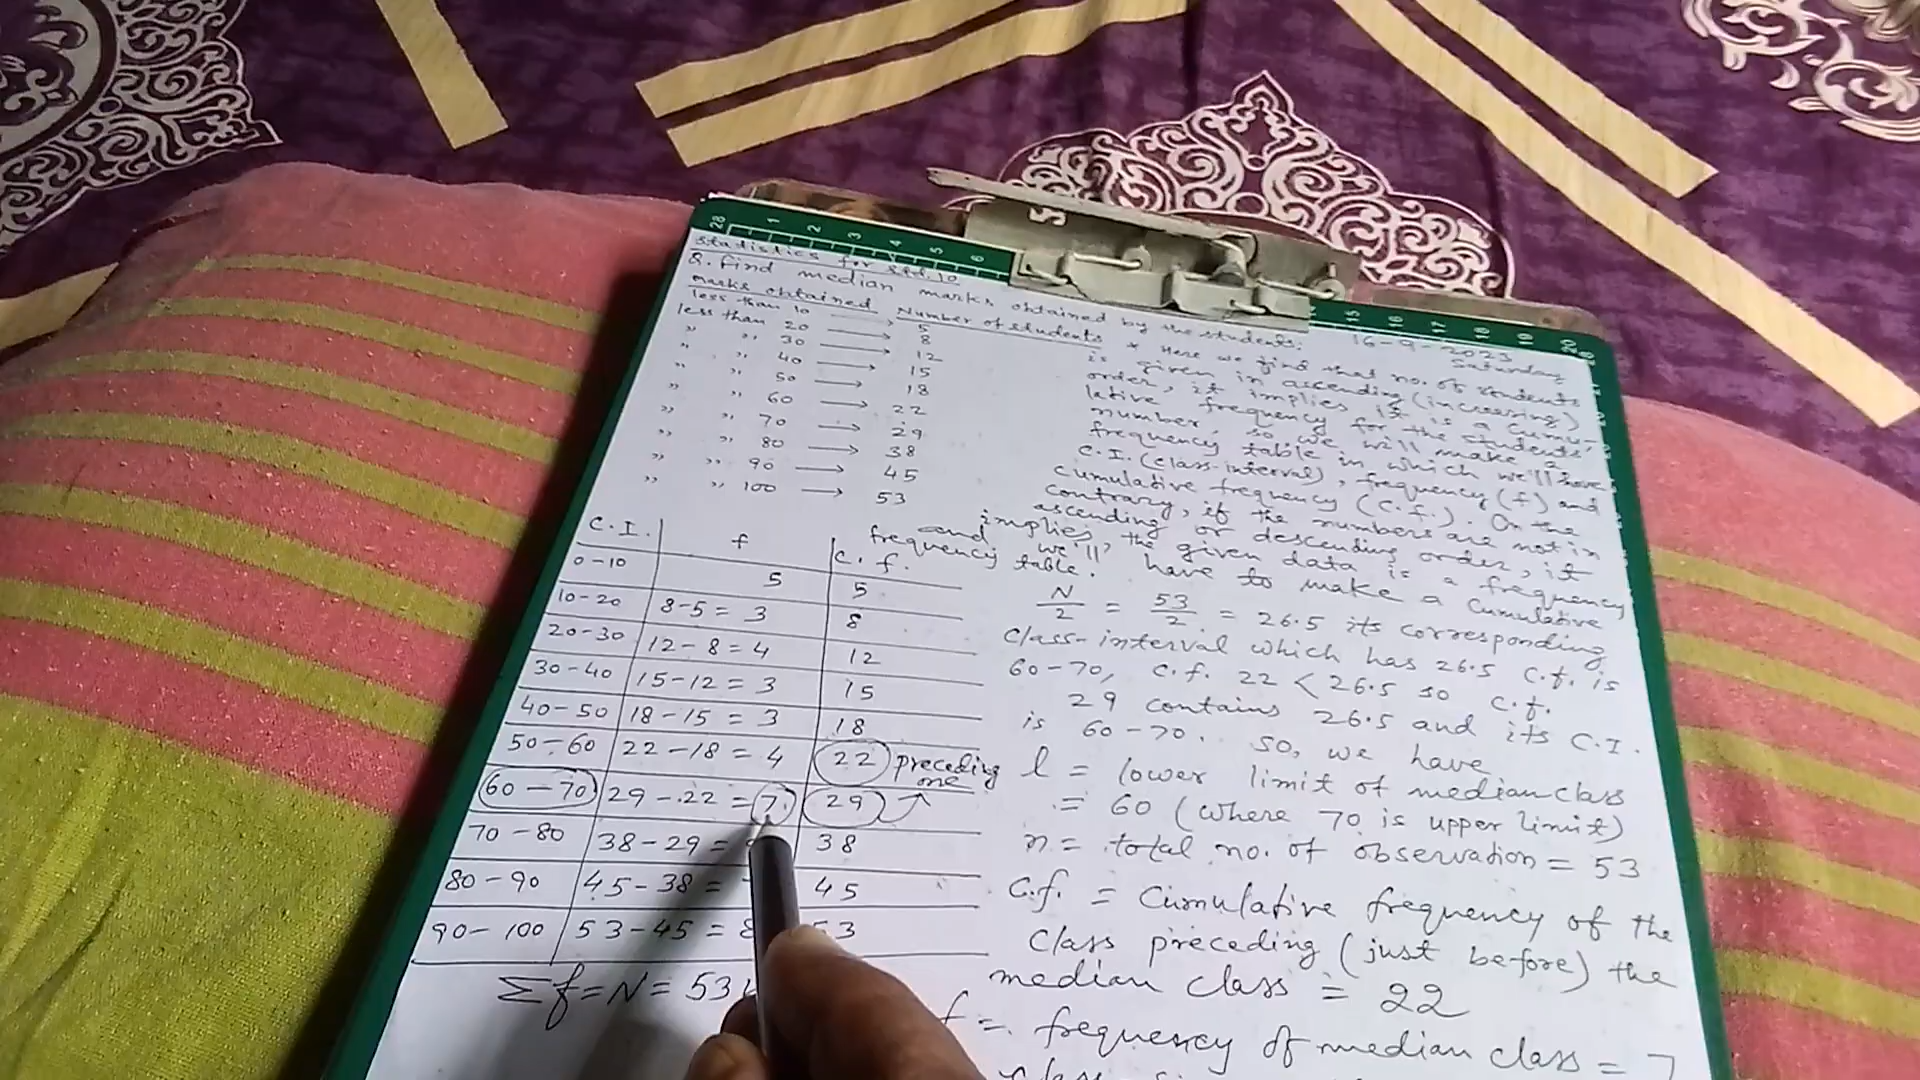 Statistics for Std. 10
Q. Find median marks obtained by the students.
16-9-2023
Saturday
Marks obtained Number of students
less than 10 → 5
less than 20 → 8
" " 30 → 12
" " 40 → 15
" " 50 → 18
" " 60 → 22
" " 70 → 29
" " 80 → 38
" " 90 → 45
" " 100 → 53
* Here we find that no. of students
is given in ascending (increasing)
order, it implies it is a cumu-
lative frequency for the students'
number, so we will make a
frequency table in which we'll have
C.I. (class-interval), frequency (f) and
cumulative frequency (c.f.). On the
contrary, if the numbers are not in
ascending or descending order, it
implies, the given data is a frequency
and we'll have to make a cumulative
frequency table.
C.I. f c.f.
0-10 5 5
10-20 8-5=3 8
20-30 12-8=4 12
30-40 15-12=3 15
40-50 18-15=3 18
50-60 22-18=4 22 preceding one
60-70 29-22=7 29
70-80 38-29= 38
80-90 45-38= 45
90-100 53-45=8 53
Σf=N=53
N/2 = 53/2 = 26.5 its corresponding
class-interval which has 26.5 c.f. is
60-70, c.f. 22 < 26.5 so c.f.
29 contains 26.5 and its C.I.
is 60-70. So, we have
l = lower limit of median class
= 60 (where 70 is upper limit)
n = total no. of observation = 53
c.f. = Cumulative frequency of the
class preceding (just before) the
median class = 22
f = frequency of median class = 7